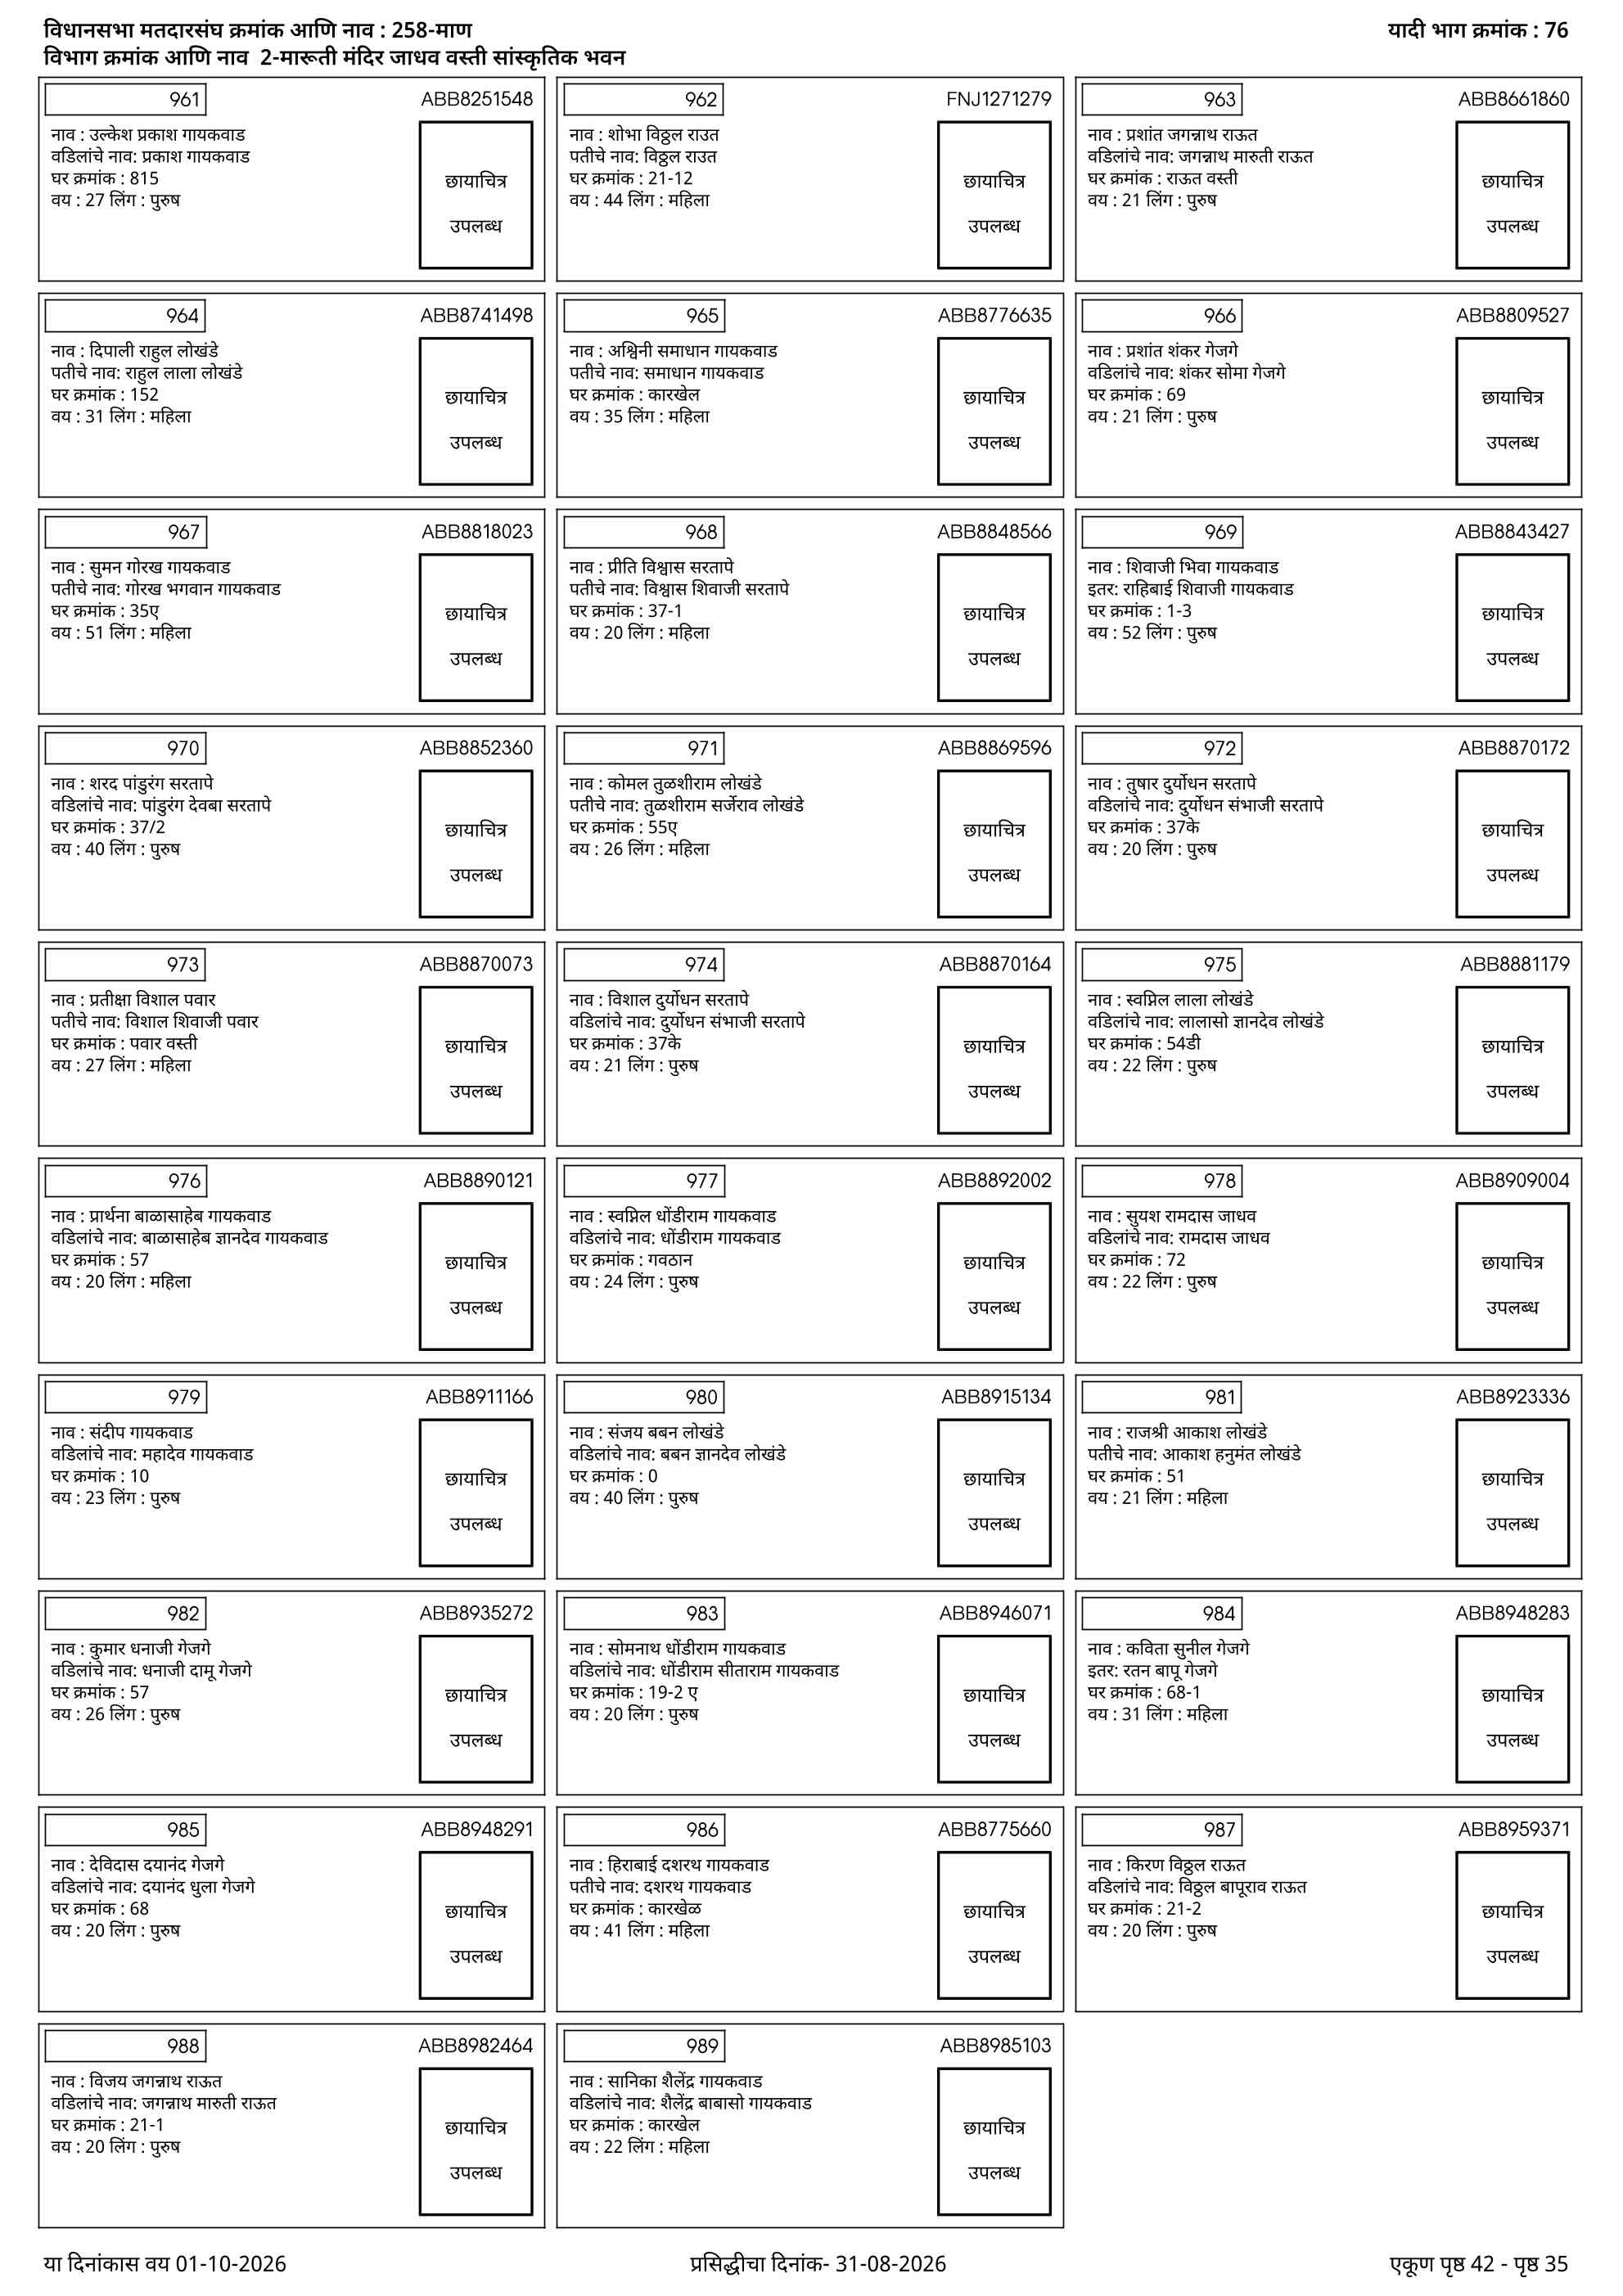 विधानसभा मतदारसंघ क्रमांक आणि नाव : 258-माण
यादी भाग क्रमांक : 76
विभाग क्रमांक आणि नाव 2-मारूती मंदिर जाधव वस्ती सांस्कृतिक भवन
961 ABB8251548
नाव : उल्केश प्रकाश गायकवाड
वडिलांचे नाव: प्रकाश गायकवाड
घर क्रमांक : 815
वय : 27 लिंग : पुरुष
छायाचित्र
उपलब्ध
962 FNJ1271279
नाव : शोभा विठ्ठल राउत
पतीचे नाव: विठ्ठल राउत
घर क्रमांक : 21-12
वय : 44 लिंग : महिला
छायाचित्र
उपलब्ध
963 ABB8661860
नाव : प्रशांत जगन्नाथ राऊत
वडिलांचे नाव: जगन्नाथ मारुती राऊत
घर क्रमांक : राऊत वस्ती
वय : 21 लिंग : पुरुष
छायाचित्र
उपलब्ध
964 ABB8741498
नाव : दिपाली राहुल लोखंडे
पतीचे नाव: राहुल लाला लोखंडे
घर क्रमांक : 152
वय : 31 लिंग : महिला
छायाचित्र
उपलब्ध
965 ABB8776635
नाव : अश्विनी समाधान गायकवाड
पतीचे नाव: समाधान गायकवाड
घर क्रमांक : कारखेल
वय : 35 लिंग : महिला
छायाचित्र
उपलब्ध
966 ABB8809527
नाव : प्रशांत शंकर गेजगे
वडिलांचे नाव: शंकर सोमा गेजगे
घर क्रमांक : 69
वय : 21 लिंग : पुरुष
छायाचित्र
उपलब्ध
967 ABB8818023
नाव : सुमन गोरख गायकवाड
पतीचे नाव: गोरख भगवान गायकवाड
घर क्रमांक : 35ए
वय : 51 लिंग : महिला
छायाचित्र
उपलब्ध
968 ABB8848566
नाव : प्रीति विश्वास सरतापे
पतीचे नाव: विश्वास शिवाजी सरतापे
घर क्रमांक : 37-1
वय : 20 लिंग : महिला
छायाचित्र
उपलब्ध
969 ABB8843427
नाव : शिवाजी भिवा गायकवाड
इतर: राहिबाई शिवाजी गायकवाड
घर क्रमांक : 1-3
वय : 52 लिंग : पुरुष
छायाचित्र
उपलब्ध
970 ABB8852360
नाव : शरद पांडुरंग सरतापे
वडिलांचे नाव: पांडुरंग देवबा सरतापे
घर क्रमांक : 37/2
वय : 40 लिंग : पुरुष
छायाचित्र
उपलब्ध
971 ABB8869596
नाव : कोमल तुळशीराम लोखंडे
पतीचे नाव: तुळशीराम सर्जेराव लोखंडे
घर क्रमांक : 55ए
वय : 26 लिंग : महिला
छायाचित्र
उपलब्ध
972 ABB8870172
नाव : तुषार दुर्योधन सरतापे
वडिलांचे नाव: दुर्योधन संभाजी सरतापे
घर क्रमांक : 37के
वय : 20 लिंग : पुरुष
छायाचित्र
उपलब्ध
973 ABB8870073
नाव : प्रतीक्षा विशाल पवार
पतीचे नाव: विशाल शिवाजी पवार
घर क्रमांक : पवार वस्ती
वय : 27 लिंग : महिला
छायाचित्र
उपलब्ध
974 ABB8870164
नाव : विशाल दुर्योधन सरतापे
वडिलांचे नाव: दुर्योधन संभाजी सरतापे
घर क्रमांक : 37के
वय : 21 लिंग : पुरुष
छायाचित्र
उपलब्ध
975 ABB8881179
नाव : स्वप्निल लाला लोखंडे
वडिलांचे नाव: लालासो ज्ञानदेव लोखंडे
घर क्रमांक : 54डी
वय : 22 लिंग : पुरुष
छायाचित्र
उपलब्ध
976 ABB8890121
नाव : प्रार्थना बाळासाहेब गायकवाड
वडिलांचे नाव: बाळासाहेब ज्ञानदेव गायकवाड
घर क्रमांक : 57
वय : 20 लिंग : महिला
छायाचित्र
उपलब्ध
977 ABB8892002
नाव : स्वप्निल धोंडीराम गायकवाड
वडिलांचे नाव: धोंडीराम गायकवाड
घर क्रमांक : गवठान
वय : 24 लिंग : पुरुष
छायाचित्र
उपलब्ध
978 ABB8909004
नाव : सुयश रामदास जाधव
वडिलांचे नाव: रामदास जाधव
घर क्रमांक : 72
वय : 22 लिंग : पुरुष
छायाचित्र
उपलब्ध
979 ABB8911166
नाव : संदीप गायकवाड
वडिलांचे नाव: महादेव गायकवाड
घर क्रमांक : 10
वय : 23 लिंग : पुरुष
छायाचित्र
उपलब्ध
980 ABB8915134
नाव : संजय बबन लोखंडे
वडिलांचे नाव: बबन ज्ञानदेव लोखंडे
घर क्रमांक : 0
वय : 40 लिंग : पुरुष
छायाचित्र
उपलब्ध
981 ABB8923336
नाव : राजश्री आकाश लोखंडे
पतीचे नाव: आकाश हनुमंत लोखंडे
घर क्रमांक : 51
वय : 21 लिंग : महिला
छायाचित्र
उपलब्ध
982 ABB8935272
नाव : कुमार धनाजी गेजगे
वडिलांचे नाव: धनाजी दामू गेजगे
घर क्रमांक : 57
वय : 26 लिंग : पुरुष
छायाचित्र
उपलब्ध
983 ABB8946071
नाव : सोमनाथ धोंडीराम गायकवाड
वडिलांचे नाव: धोंडीराम सीताराम गायकवाड
घर क्रमांक : 19-2 ए
वय : 20 लिंग : पुरुष
छायाचित्र
उपलब्ध
984 ABB8948283
नाव : कविता सुनील गेजगे
इतर: रतन बापू गेजगे
घर क्रमांक : 68-1
वय : 31 लिंग : महिला
छायाचित्र
उपलब्ध
985 ABB8948291
नाव : देविदास दयानंद गेजगे
वडिलांचे नाव: दयानंद धुला गेजगे
घर क्रमांक : 68
वय : 20 लिंग : पुरुष
छायाचित्र
उपलब्ध
986 ABB8775660
नाव : हिराबाई दशरथ गायकवाड
पतीचे नाव: दशरथ गायकवाड
घर क्रमांक : कारखेळ
वय : 41 लिंग : महिला
छायाचित्र
उपलब्ध
987 ABB8959371
नाव : किरण विठ्ठल राऊत
वडिलांचे नाव: विठ्ठल बापूराव राऊत
घर क्रमांक : 21-2
वय : 20 लिंग : पुरुष
छायाचित्र
उपलब्ध
988 ABB8982464
नाव : विजय जगन्नाथ राऊत
वडिलांचे नाव: जगन्नाथ मारुती राऊत
घर क्रमांक : 21-1
वय : 20 लिंग : पुरुष
छायाचित्र
उपलब्ध
989 ABB8985103
नाव : सानिका शैलेंद्र गायकवाड
वडिलांचे नाव: शैलेंद्र बाबासो गायकवाड
घर क्रमांक : कारखेल
वय : 22 लिंग : महिला
छायाचित्र
उपलब्ध
या दिनांकास वय 01-10-2026
प्रसिद्धीचा दिनांक- 31-08-2026
एकूण पृष्ठ 42 - पृष्ठ 35